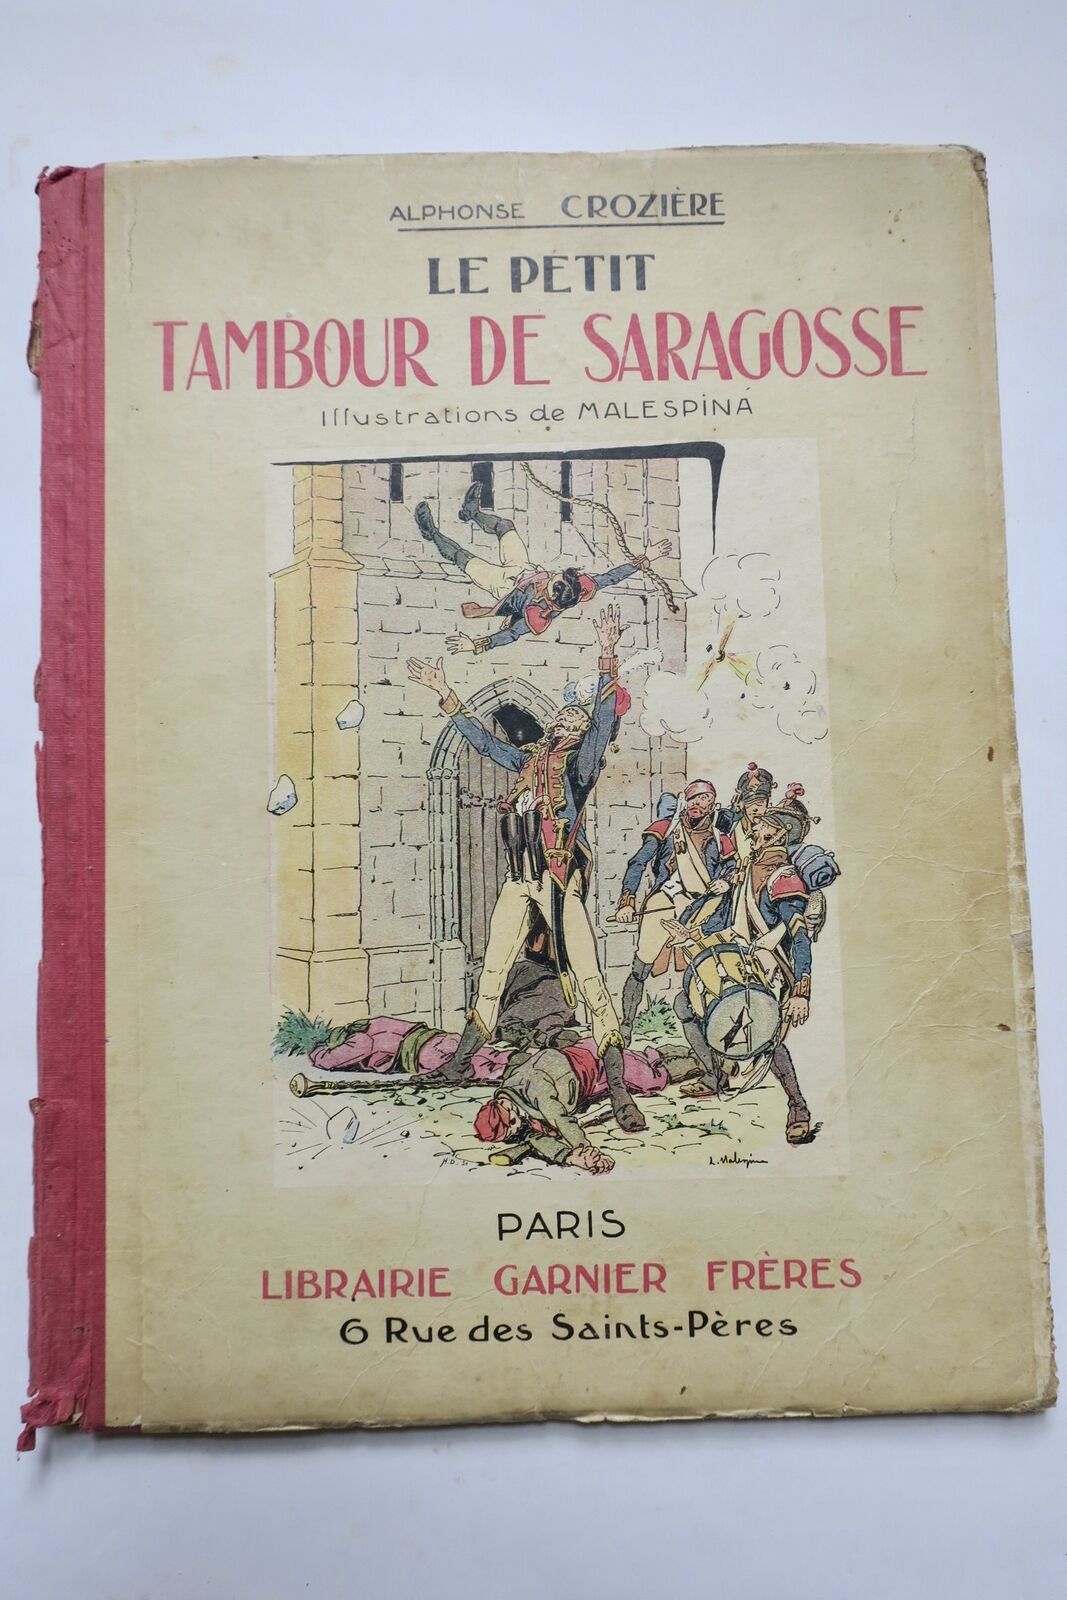 ALPHONSE CROZIÈRE
LE PETIT
TAMBOUR DE SARAGOSSE
Illustrations de MALESPINA
L. Malespina
PARIS
LIBRAIRIE GARNIER FRÈRES
6 Rue des Saints-Pères